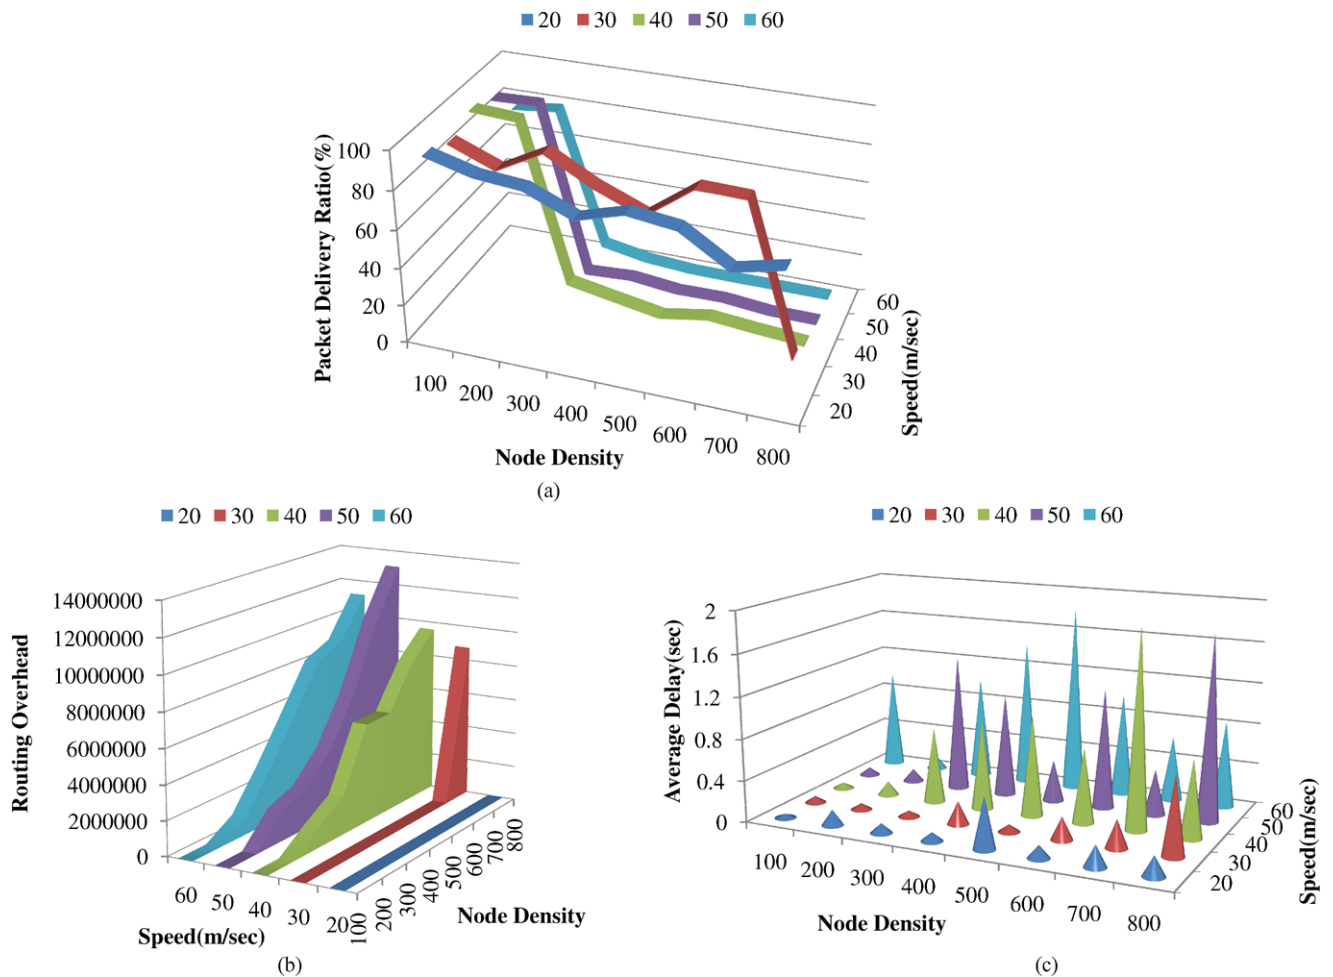 20 30 40 50 60
100
80
60
40
20
0
Packet Delivery Ratio(%)
100 200 300 400 500 600 700 800
Node Density
60
50
40
30
20
Speed(m/sec)
(a)
20 30 40 50 60
14000000
12000000
10000000
8000000
6000000
4000000
2000000
0
Routing Overhead
60 50 40 30 20
Speed(m/sec)
100 200 300 400 500 600 700 800
Node Density
(b)
20 30 40 50 60
2
1.6
1.2
0.8
0.4
0
Average Delay(sec)
100 200 300 400 500 600 700 800
Node Density
60
50
40
30
20
Speed(m/sec)
(c)